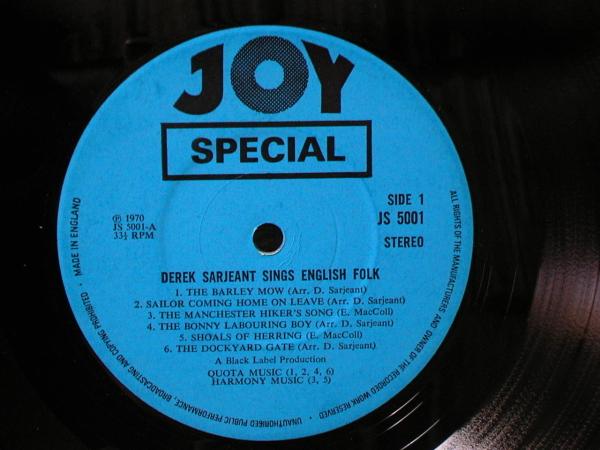 JOY
SPECIAL
SIDE 1
JS 5001
STEREO
℗ 1970
JS 5001-A
33⅓ RPM
DEREK SARJEANT SINGS ENGLISH FOLK
1. THE BARLEY MOW (Arr. D. Sarjeant)
2. SAILOR COMING HOME ON LEAVE (Arr. D. Sarjeant)
3. THE MANCHESTER HIKER'S SONG (E. MacColl)
4. THE BONNY LABOURING BOY (Arr. D. Sarjeant)
5. SHOALS OF HERRING (E. MacColl)
6. THE DOCKYARD GATE (Arr. D. Sarjeant)
A Black Label Production
QUOTA MUSIC (1, 2, 4, 6)
HARMONY MUSIC (3, 5)
ALL RIGHTS OF THE MANUFACTURERS AND OWNER OF THE RECORDED WORK RESERVED • UNAUTHORISED PUBLIC PERFORMANCE, BROADCASTING AND COPYING PROHIBITED • MADE IN ENGLAND